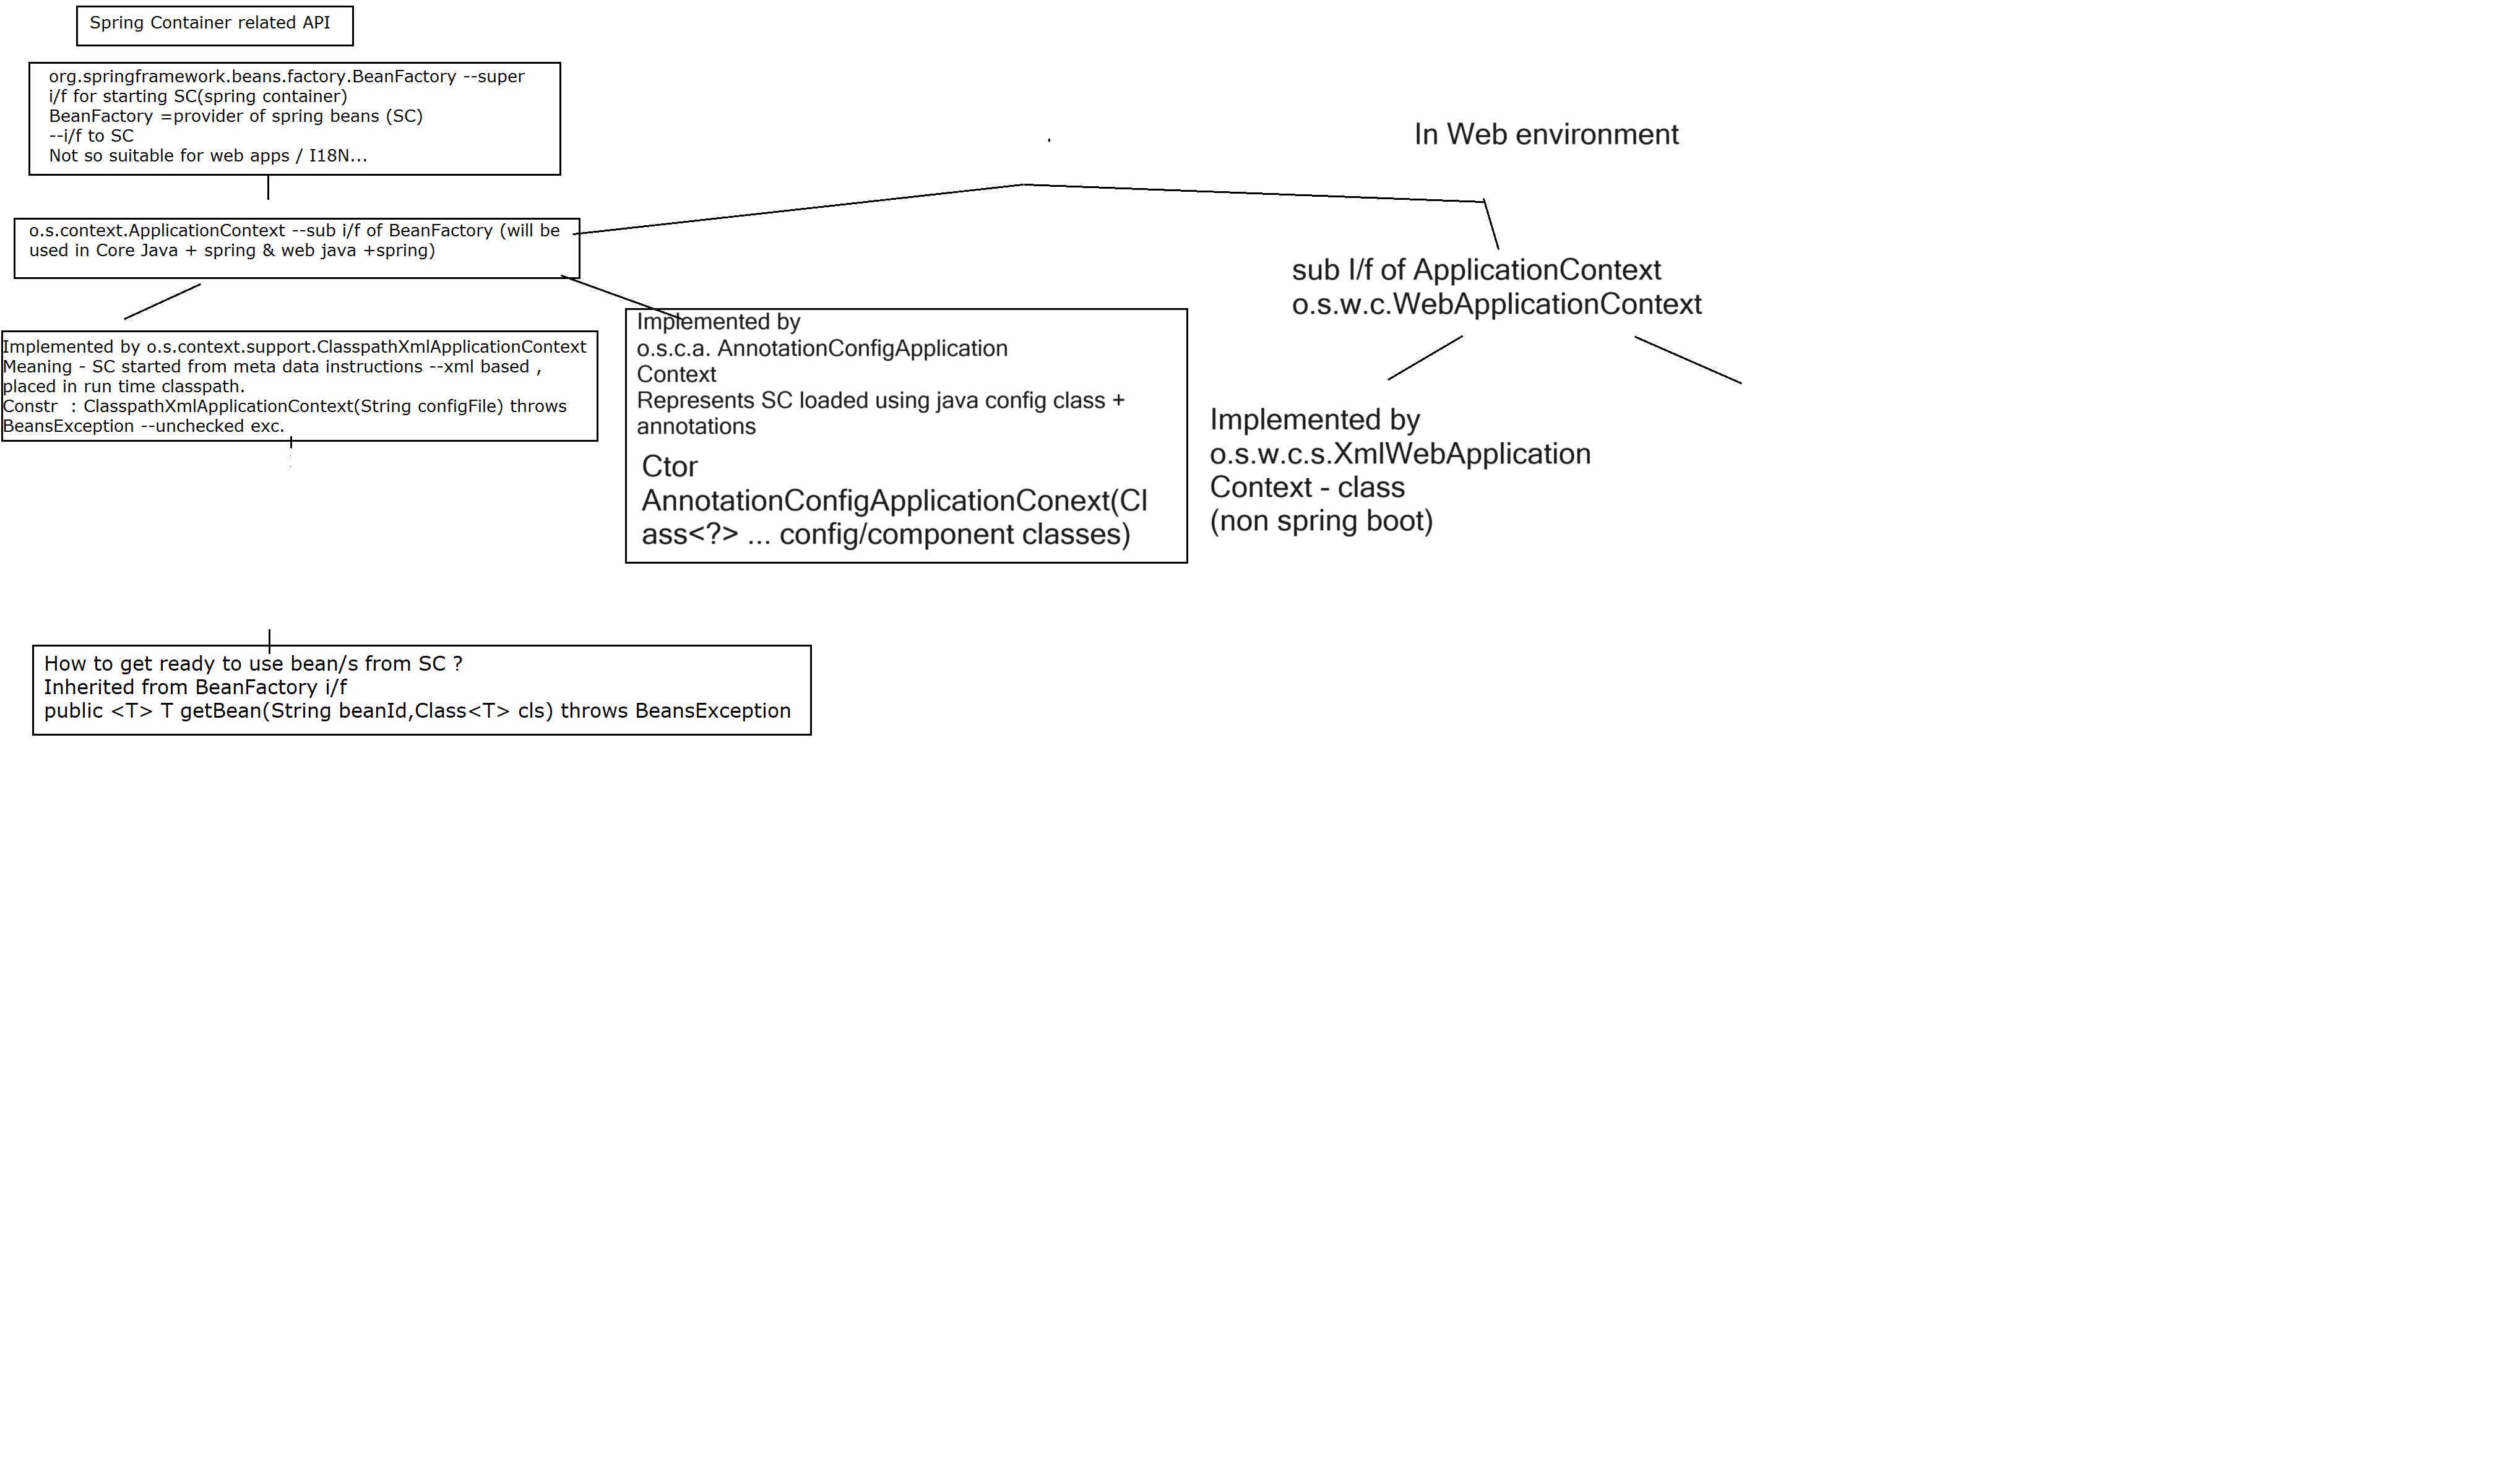 Spring Container related API
org.springframework.beans.factory.BeanFactory --super
i/f for starting SC(spring container)
BeanFactory =provider of spring beans (SC)
--i/f to SC
Not so suitable for web apps / I18N...
In Web environment
o.s.context.ApplicationContext --sub i/f of BeanFactory (will be
used in Core Java + spring & web java +spring)
sub I/f of ApplicationContext
o.s.w.c.WebApplicationContext
Implemented by o.s.context.support.ClasspathXmlApplicationContext
Meaning - SC started from meta data instructions --xml based ,
placed in run time classpath.
Constr  : ClasspathXmlApplicationContext(String configFile) throws
BeansException --unchecked exc.
Implemented by
o.s.c.a. AnnotationConfigApplication
Context
Represents SC loaded using java config class +
annotations
Ctor
AnnotationConfigApplicationConext(Cl
ass<?> ... config/component classes)
Implemented by
o.s.w.c.s.XmlWebApplication
Context - class
(non spring boot)
How to get ready to use bean/s from SC ?
Inherited from BeanFactory i/f
public <T> T getBean(String beanId,Class<T> cls) throws BeansException